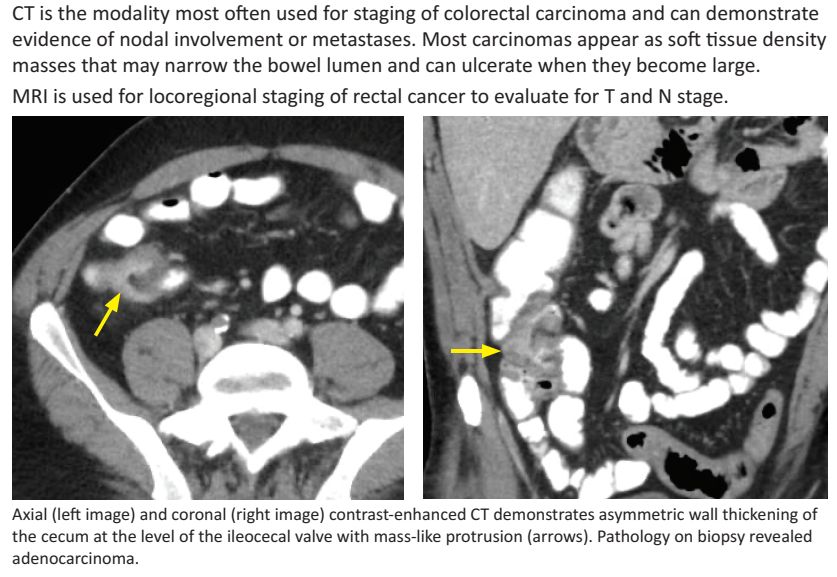 CT is the modality most often used for staging of colorectal carcinoma and can demonstrate
evidence of nodal involvement or metastases. Most carcinomas appear as soft tissue density
masses that may narrow the bowel lumen and can ulcerate when they become large.
MRI is used for locoregional staging of rectal cancer to evaluate for T and N stage.
Axial (left image) and coronal (right image) contrast-enhanced CT demonstrates asymmetric wall thickening of
the cecum at the level of the ileocecal valve with mass-like protrusion (arrows). Pathology on biopsy revealed
adenocarcinoma.